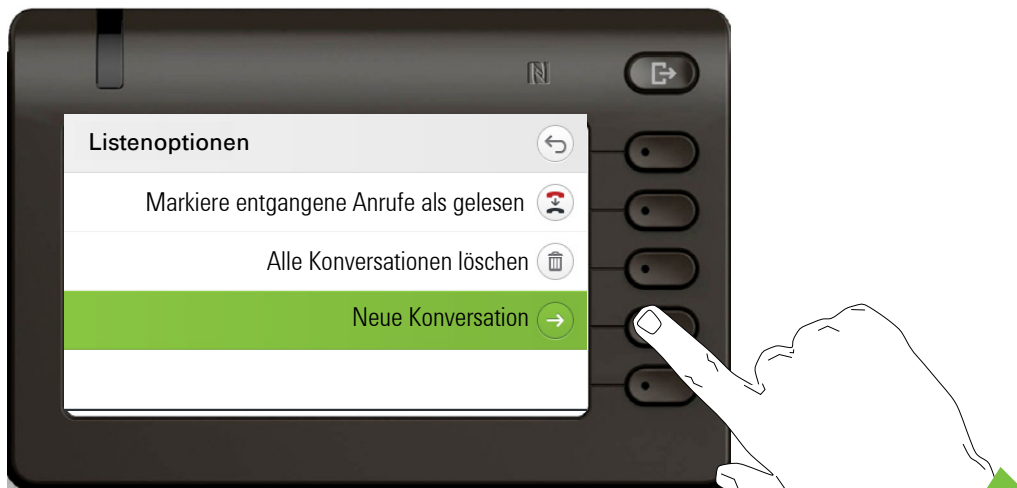 Listenoptionen
Markiere entgangene Anrufe als gelesen
Alle Konversationen löschen
Neue Konversation